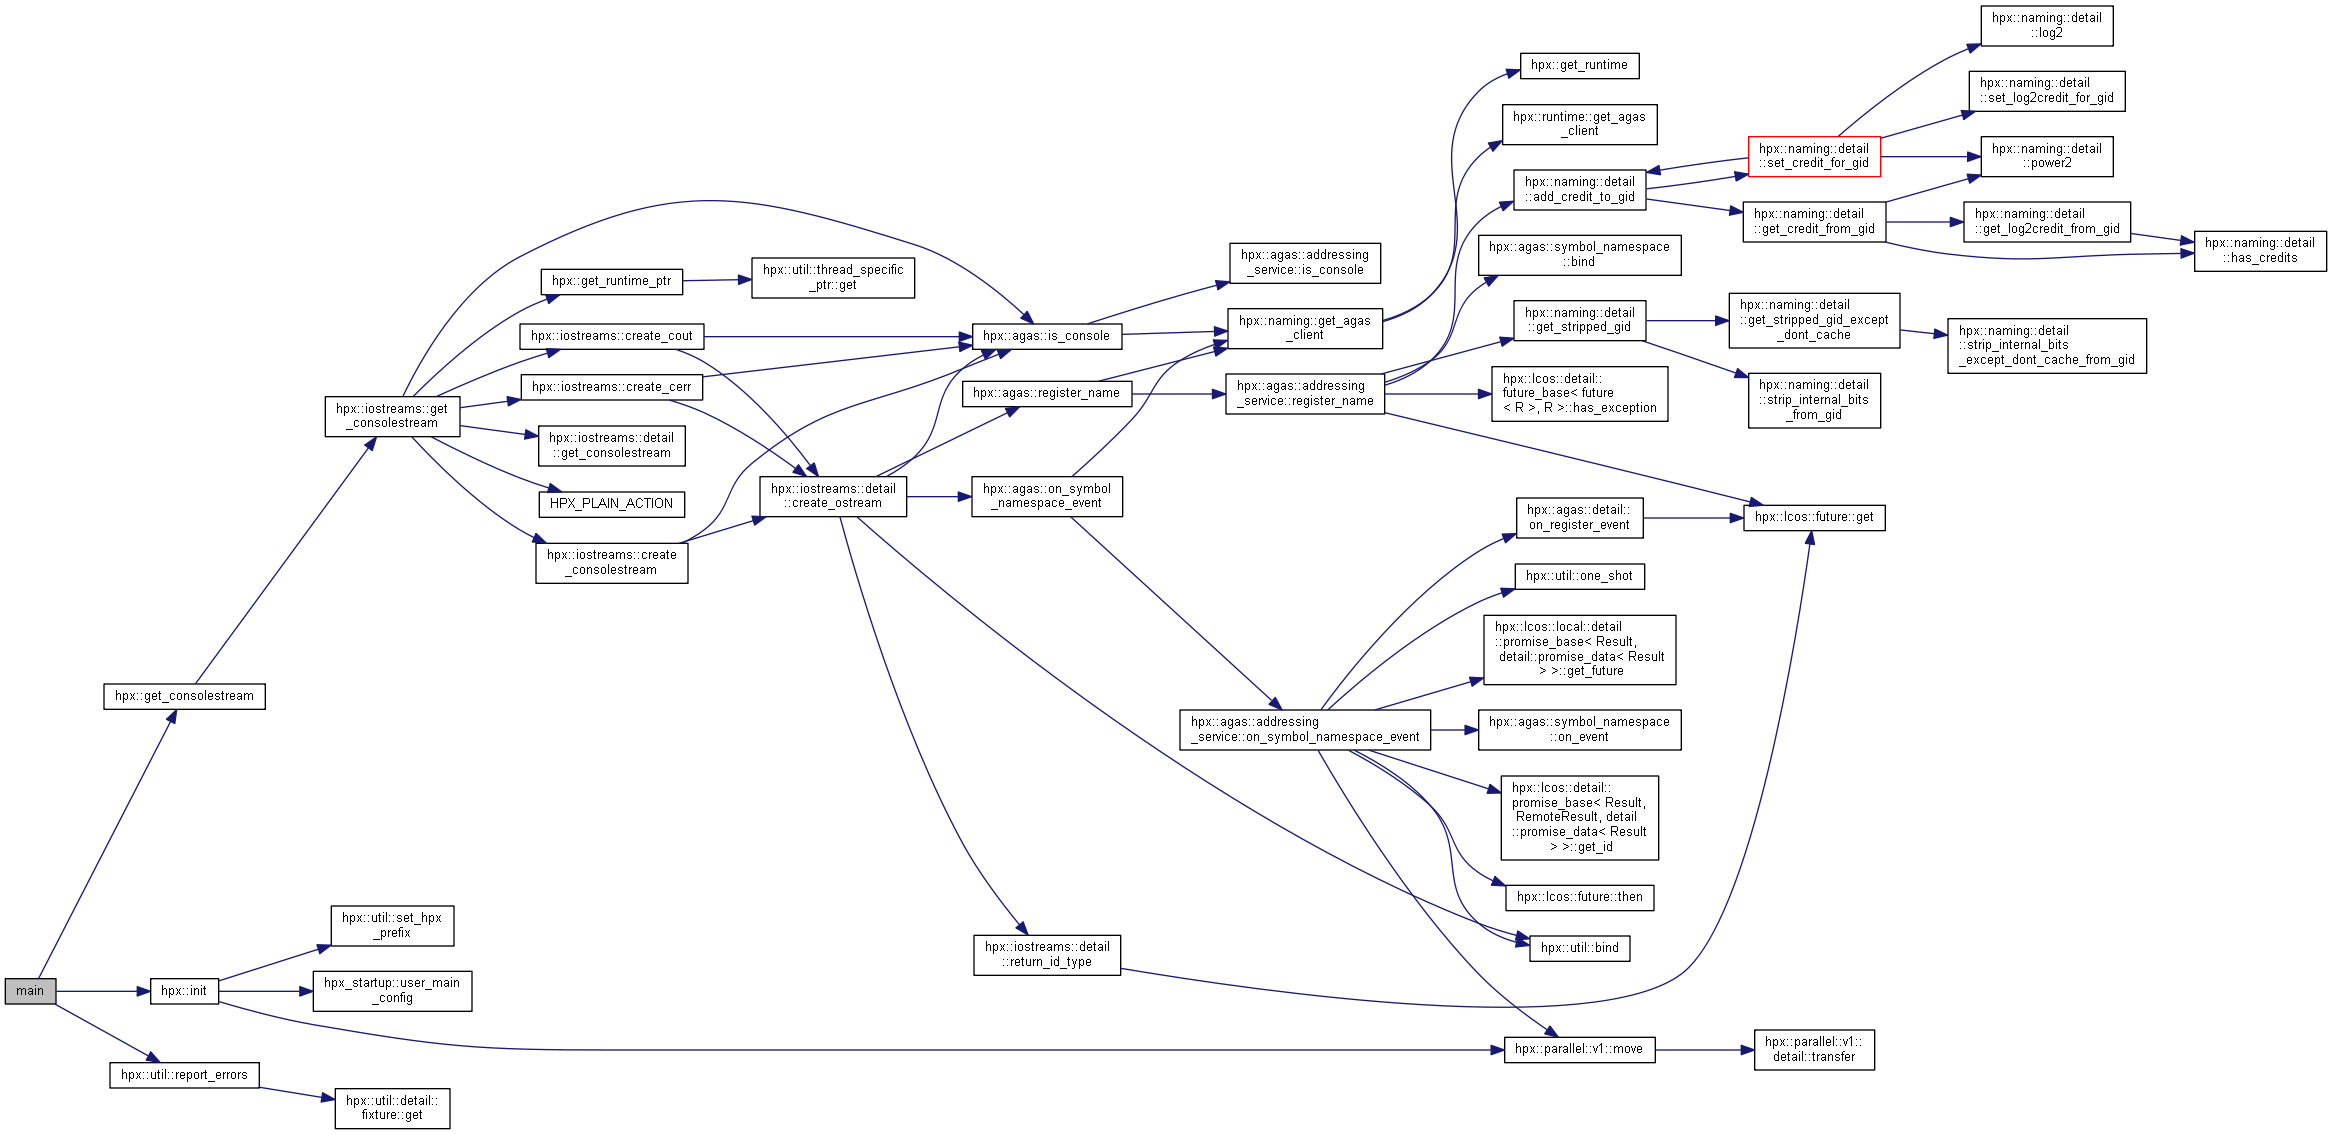 main
hpx::get_consolestream
hpx::init
hpx::util::report_errors
hpx::iostreams::get
_consolestream
hpx::util::set_hpx
_prefix
hpx_startup::user_main
_config
hpx::util::detail::
fixture::get
hpx::get_runtime_ptr
hpx::iostreams::create_cout
hpx::iostreams::create_cerr
hpx::iostreams::detail
::get_consolestream
HPX_PLAIN_ACTION
hpx::iostreams::create
_consolestream
hpx::util::thread_specific
_ptr::get
hpx::iostreams::detail
::create_ostream
hpx::agas::is_console
hpx::agas::register_name
hpx::agas::on_symbol
_namespace_event
hpx::iostreams::detail
::return_id_type
hpx::agas::addressing
_service::is_console
hpx::naming::get_agas
_client
hpx::agas::addressing
_service::register_name
hpx::agas::addressing
_service::on_symbol_namespace_event
hpx::get_runtime
hpx::runtime::get_agas
_client
hpx::naming::detail
::add_credit_to_gid
hpx::agas::symbol_namespace
::bind
hpx::naming::detail
::get_stripped_gid
hpx::lcos::detail::
future_base< future
< R >, R >::has_exception
hpx::agas::detail::
on_register_event
hpx::util::one_shot
hpx::lcos::local::detail
::promise_base< Result,
detail::promise_data< Result
> >::get_future
hpx::agas::symbol_namespace
::on_event
hpx::lcos::detail::
promise_base< Result,
RemoteResult, detail
::promise_data< Result
> >::get_id
hpx::lcos::future::then
hpx::util::bind
hpx::parallel::v1::move
hpx::naming::detail
::set_credit_for_gid
hpx::naming::detail
::get_credit_from_gid
hpx::naming::detail
::get_stripped_gid_except
_dont_cache
hpx::naming::detail
::strip_internal_bits
_from_gid
hpx::lcos::future::get
hpx::parallel::v1::
detail::transfer
hpx::naming::detail
::log2
hpx::naming::detail
::set_log2credit_for_gid
hpx::naming::detail
::power2
hpx::naming::detail
::get_log2credit_from_gid
hpx::naming::detail
::strip_internal_bits
_except_dont_cache_from_gid
hpx::naming::detail
::has_credits